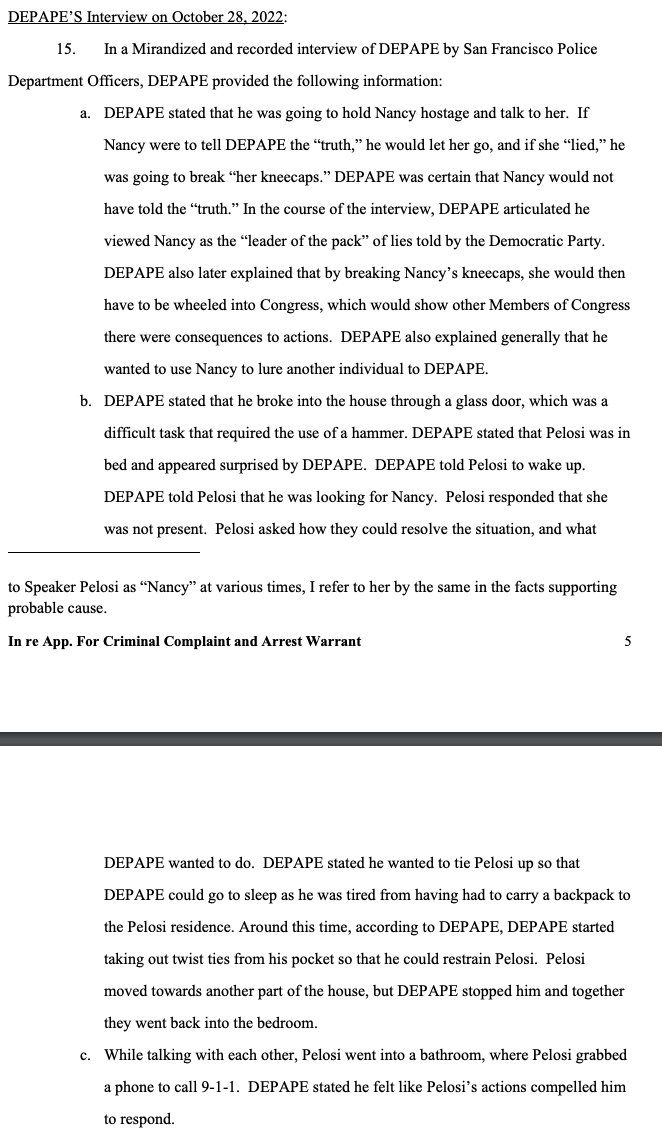 DEPAPE’S Interview on October 28, 2022:
15. In a Mirandized and recorded interview of DEPAPE by San Francisco Police
Department Officers, DEPAPE provided the following information:
a. DEPAPE stated that he was going to hold Nancy hostage and talk to her. If
Nancy were to tell DEPAPE the “truth,” he would let her go, and if she “lied,” he
was going to break “her kneecaps.” DEPAPE was certain that Nancy would not
have told the “truth.” In the course of the interview, DEPAPE articulated he
viewed Nancy as the “leader of the pack” of lies told by the Democratic Party.
DEPAPE also later explained that by breaking Nancy’s kneecaps, she would then
have to be wheeled into Congress, which would show other Members of Congress
there were consequences to actions. DEPAPE also explained generally that he
wanted to use Nancy to lure another individual to DEPAPE.
b. DEPAPE stated that he broke into the house through a glass door, which was a
difficult task that required the use of a hammer. DEPAPE stated that Pelosi was in
bed and appeared surprised by DEPAPE. DEPAPE told Pelosi to wake up.
DEPAPE told Pelosi that he was looking for Nancy. Pelosi responded that she
was not present. Pelosi asked how they could resolve the situation, and what
to Speaker Pelosi as “Nancy” at various times, I refer to her by the same in the facts supporting
probable cause.
In re App. For Criminal Complaint and Arrest Warrant 5
DEPAPE wanted to do. DEPAPE stated he wanted to tie Pelosi up so that
DEPAPE could go to sleep as he was tired from having had to carry a backpack to
the Pelosi residence. Around this time, according to DEPAPE, DEPAPE started
taking out twist ties from his pocket so that he could restrain Pelosi. Pelosi
moved towards another part of the house, but DEPAPE stopped him and together
they went back into the bedroom.
c. While talking with each other, Pelosi went into a bathroom, where Pelosi grabbed
a phone to call 9-1-1. DEPAPE stated he felt like Pelosi’s actions compelled him
to respond.